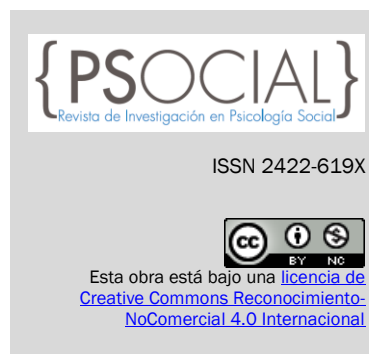 {PSOCIAL}
Revista de Investigación en Psicología Social
ISSN 2422-619X
cc
BY NC
Esta obra está bajo una licencia de
Creative Commons Reconocimiento-
NoComercial 4.0 Internacional